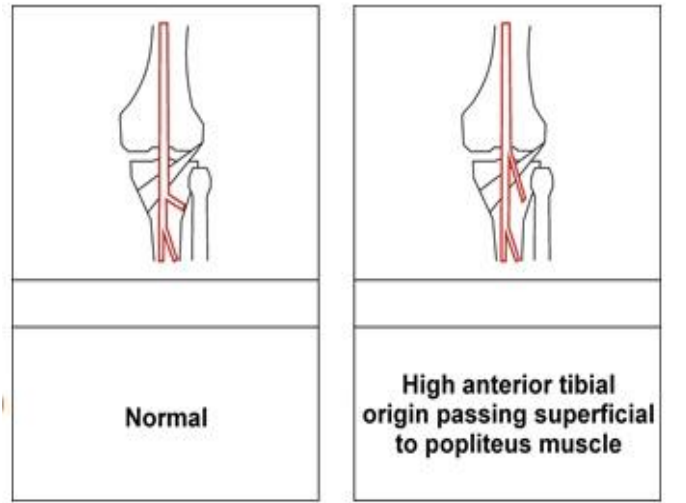 Normal
High anterior tibial
origin passing superficial
to popliteus muscle